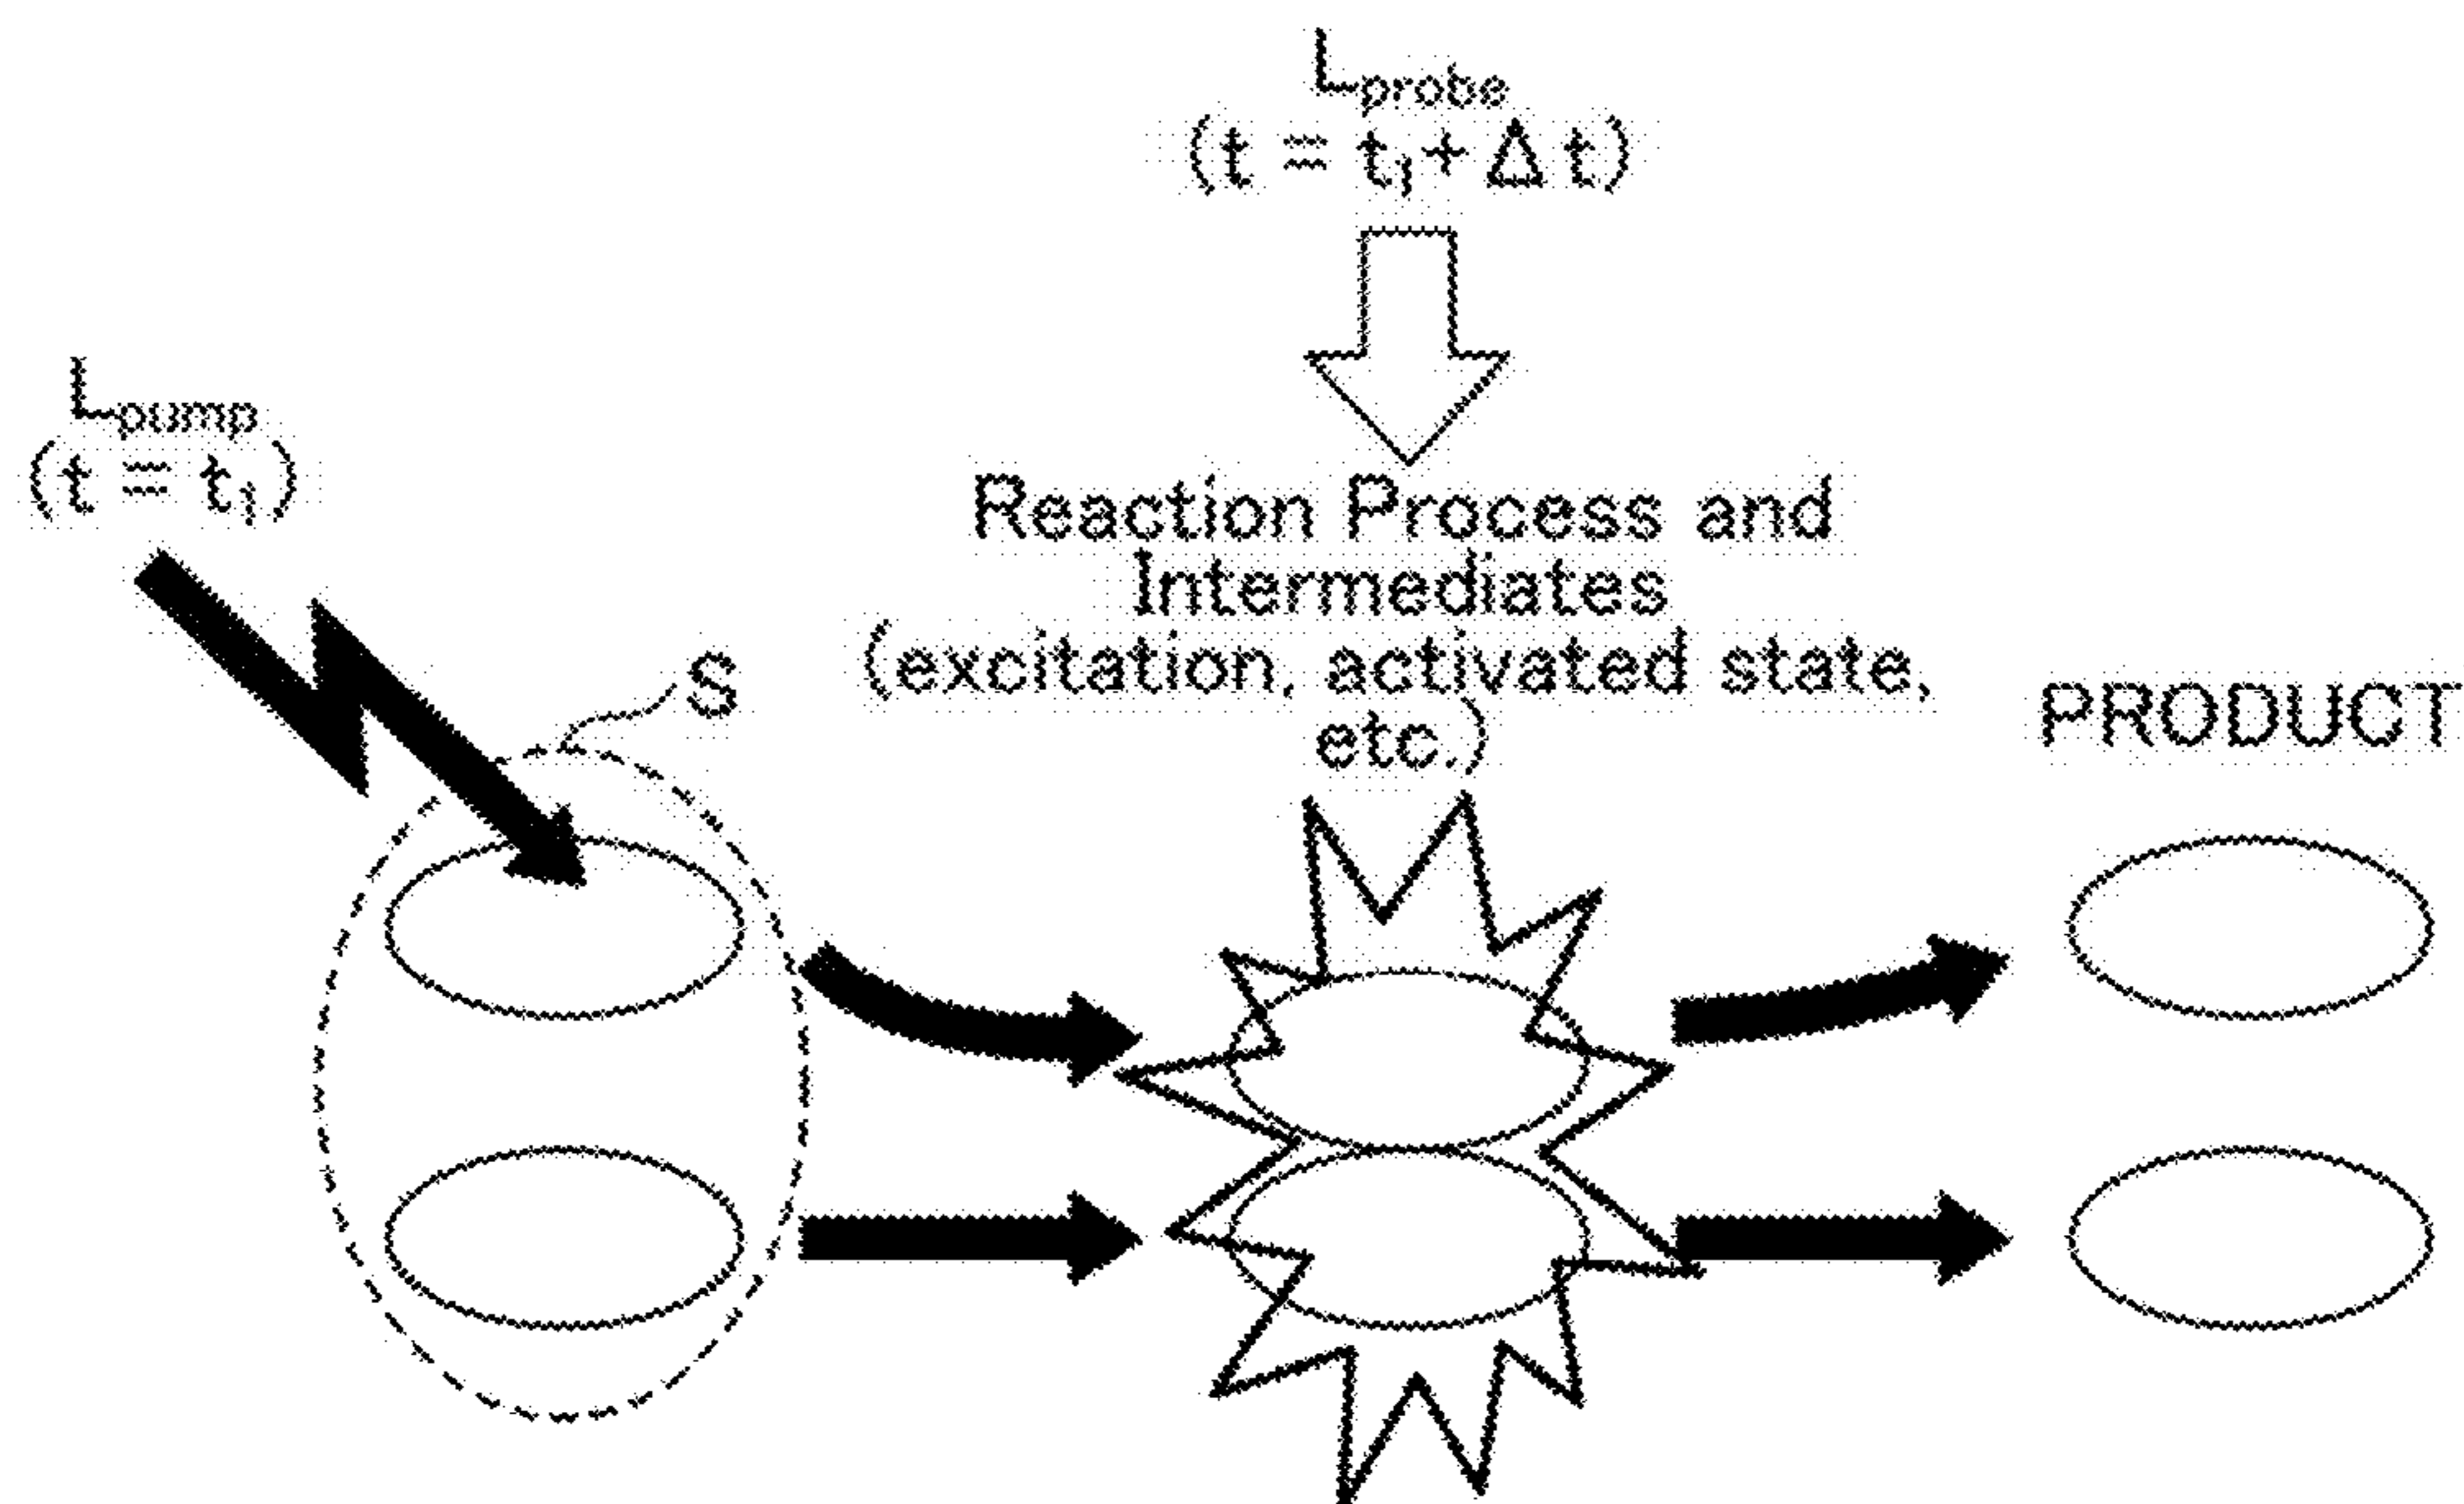 Lprobe
(t = t1 + Δt)
Lpump
(t = t1)
Reaction Process and
Intermediates
(excitation, activated state,
etc.)
S
PRODUCT